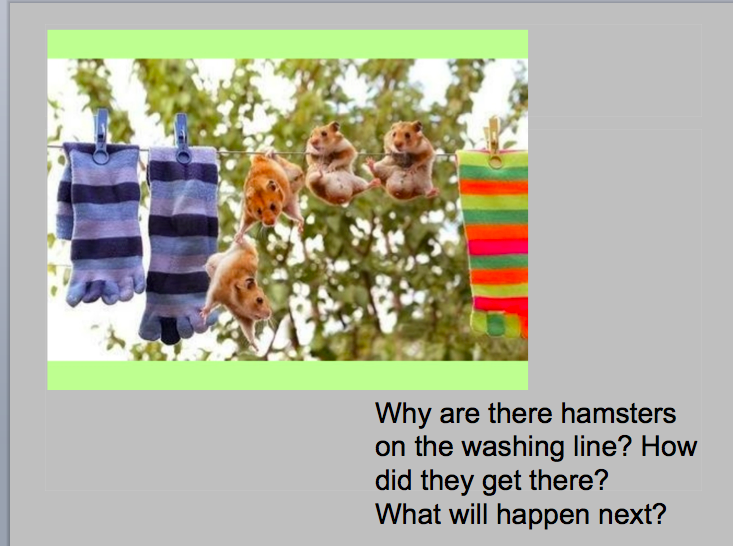 Why are there hamsters
on the washing line? How
did they get there?
What will happen next?